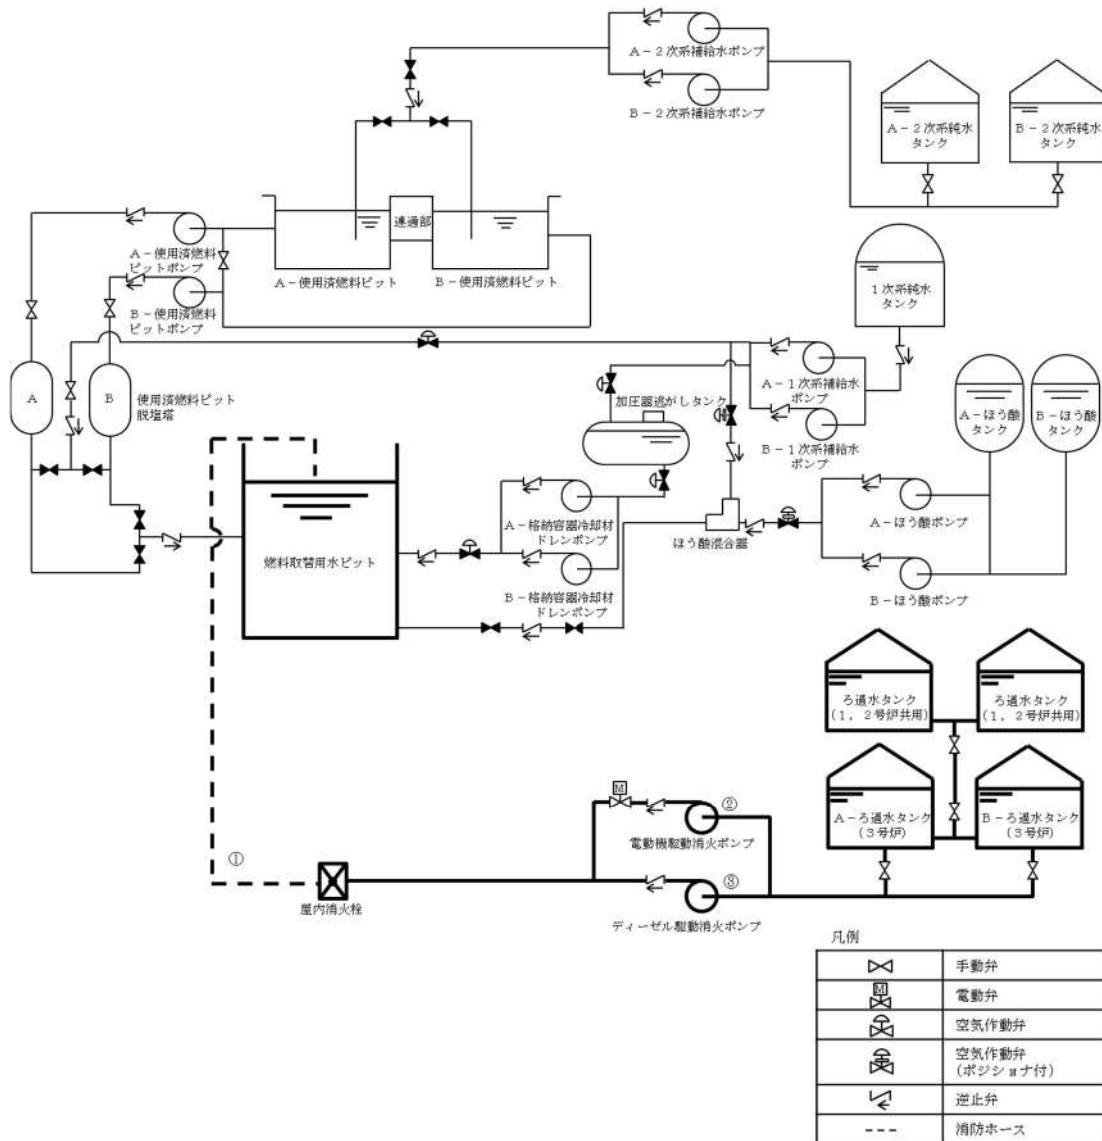 A－2次系補給水ポンプ
B－2次系補給水ポンプ
A－2次系純水
タンク
B－2次系純水
タンク
連通部
A－使用済燃料
ピットポンプ
A－使用済燃料ピット
B－使用済燃料ピット
B－使用済燃料
ピットポンプ
1次系純水
タンク
A
B
使用済燃料ピット
脱塩塔
加圧器逃がしタンク
A－1次系補給水
ポンプ
B－1次系補給水
ポンプ
A－ほう酸
タンク
B－ほう酸
タンク
A－格納容器冷却材
ドレンポンプ
B－格納容器冷却材
ドレンポンプ
ほう酸混合器
A－ほう酸ポンプ
B－ほう酸ポンプ
燃料取替用水ピット
ろ過水タンク
(1，2号炉共用)
ろ過水タンク
(1，2号炉共用)
A－ろ過水タンク
(3号炉)
B－ろ過水タンク
(3号炉)
M
②
電動機駆動消火ポンプ
①
③
屋内消火栓
ディーゼル駆動消火ポンプ
凡例
手動弁
M
電動弁
空気作動弁
空気作動弁
(ポジショナ付)
逆止弁
消防ホース